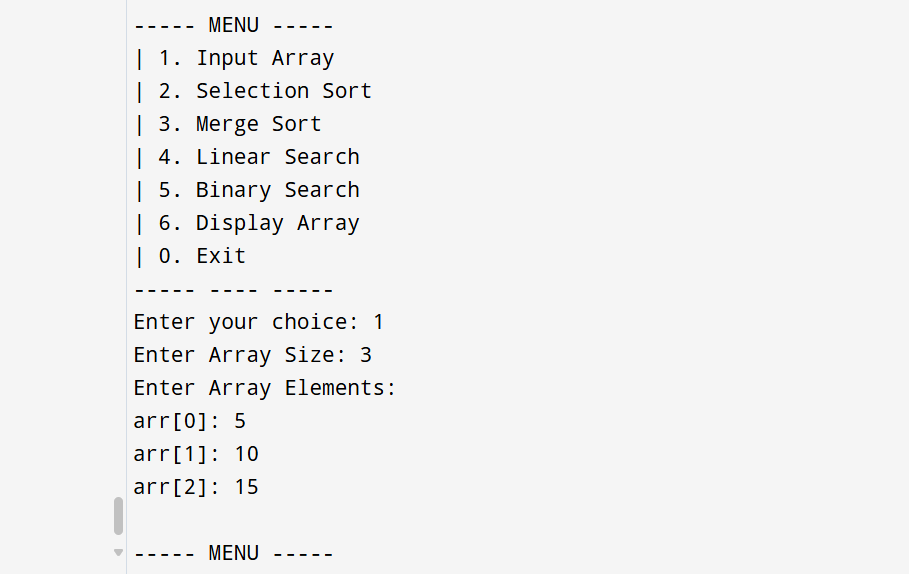 ----- MENU -----
| 1. Input Array
| 2. Selection Sort
| 3. Merge Sort
| 4. Linear Search
| 5. Binary Search
| 6. Display Array
| 0. Exit
----- ---- -----
Enter your choice: 1
Enter Array Size: 3
Enter Array Elements:
arr[0]: 5
arr[1]: 10
arr[2]: 15
----- MENU -----